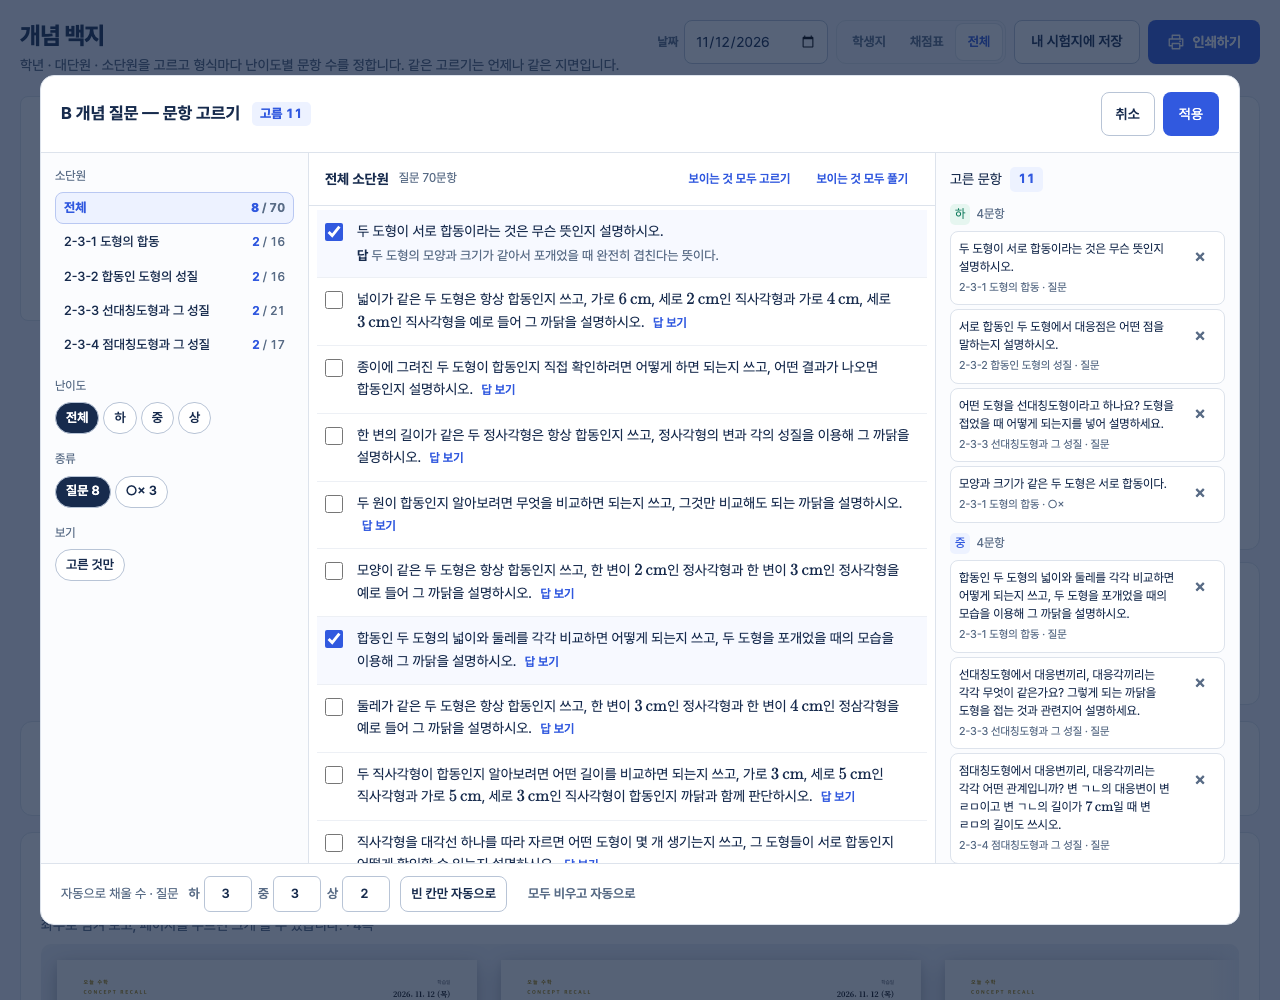 개념 백지
학년 · 대단원 · 소단원을 고르고 형식마다 난이도별 문항 수를 정합니다. 같은 고르기는 언제나 같은 지면입니다.
날짜 11/12/2026 학생지 채점표 전체 내 시험지에 저장 인쇄하기
B 개념 질문 — 문항 고르기 고름 11 취소 적용
소단원
전체 8 / 70
2-3-1 도형의 합동 2 / 16
2-3-2 합동인 도형의 성질 2 / 16
2-3-3 선대칭도형과 그 성질 2 / 21
2-3-4 점대칭도형과 그 성질 2 / 17
난이도
전체 하 중 상
종류
질문 8 ○× 3
보기
고른 것만
전체 소단원 질문 70문항 보이는 것 모두 고르기 보이는 것 모두 풀기
두 도형이 서로 합동이라는 것은 무슨 뜻인지 설명하시오.
답 두 도형의 모양과 크기가 같아서 포개었을 때 완전히 겹친다는 뜻이다.
넓이가 같은 두 도형은 항상 합동인지 쓰고, 가로 6 cm, 세로 2 cm인 직사각형과 가로 4 cm, 세로
3 cm인 직사각형을 예로 들어 그 까닭을 설명하시오. 답 보기
종이에 그려진 두 도형이 합동인지 직접 확인하려면 어떻게 하면 되는지 쓰고, 어떤 결과가 나오면
합동인지 설명하시오. 답 보기
한 변의 길이가 같은 두 정사각형은 항상 합동인지 쓰고, 정사각형의 변과 각의 성질을 이용해 그 까닭을
설명하시오. 답 보기
두 원이 합동인지 알아보려면 무엇을 비교하면 되는지 쓰고, 그것만 비교해도 되는 까닭을 설명하시오.
답 보기
모양이 같은 두 도형은 항상 합동인지 쓰고, 한 변이 2 cm인 정사각형과 한 변이 3 cm인 정사각형을
예로 들어 그 까닭을 설명하시오. 답 보기
합동인 두 도형의 넓이와 둘레를 각각 비교하면 어떻게 되는지 쓰고, 두 도형을 포개었을 때의 모습을
이용해 그 까닭을 설명하시오. 답 보기
둘레가 같은 두 도형은 항상 합동인지 쓰고, 한 변이 3 cm인 정사각형과 한 변이 4 cm인 정삼각형을
예로 들어 그 까닭을 설명하시오. 답 보기
두 직사각형이 합동인지 알아보려면 어떤 길이를 비교하면 되는지 쓰고, 가로 3 cm, 세로 5 cm인
직사각형과 가로 5 cm, 세로 3 cm인 직사각형이 합동인지 까닭과 함께 판단하시오. 답 보기
직사각형을 대각선 하나를 따라 자르면 어떤 도형이 몇 개 생기는지 쓰고, 그 도형들이 서로 합동인지
어떻게 확인할 수 있는지 설명하시오. 답 보기
고른 문항 11
하 4문항
두 도형이 서로 합동이라는 것은 무슨 뜻인지
설명하시오.
2-3-1 도형의 합동 · 질문
서로 합동인 두 도형에서 대응점은 어떤 점을
말하는지 설명하시오.
2-3-2 합동인 도형의 성질 · 질문
어떤 도형을 선대칭도형이라고 하나요? 도형을
접었을 때 어떻게 되는지를 넣어 설명하세요.
2-3-3 선대칭도형과 그 성질 · 질문
모양과 크기가 같은 두 도형은 서로 합동이다.
2-3-1 도형의 합동 · ○×
중 4문항
합동인 두 도형의 넓이와 둘레를 각각 비교하면
어떻게 되는지 쓰고, 두 도형을 포개었을 때의
모습을 이용해 그 까닭을 설명하시오.
2-3-1 도형의 합동 · 질문
선대칭도형에서 대응변끼리, 대응각끼리는
각각 무엇이 같은가요? 그렇게 되는 까닭을
도형을 접는 것과 관련지어 설명하세요.
2-3-3 선대칭도형과 그 성질 · 질문
점대칭도형에서 대응변끼리, 대응각끼리는
각각 어떤 관계입니까? 변 ㄱㄴ의 대응변이 변
ㄹㅁ이고 변 ㄱㄴ의 길이가 7 cm일 때 변
ㄹㅁ의 길이도 쓰시오.
2-3-4 점대칭도형과 그 성질 · 질문
자동으로 채울 수 · 질문 하 3 중 3 상 2 빈 칸만 자동으로 모두 비우고 자동으로
CONCEPT RECALL
2026. 11. 12 (목)
CONCEPT RECALL
2026. 11. 12 (목)
CONCEPT RECALL